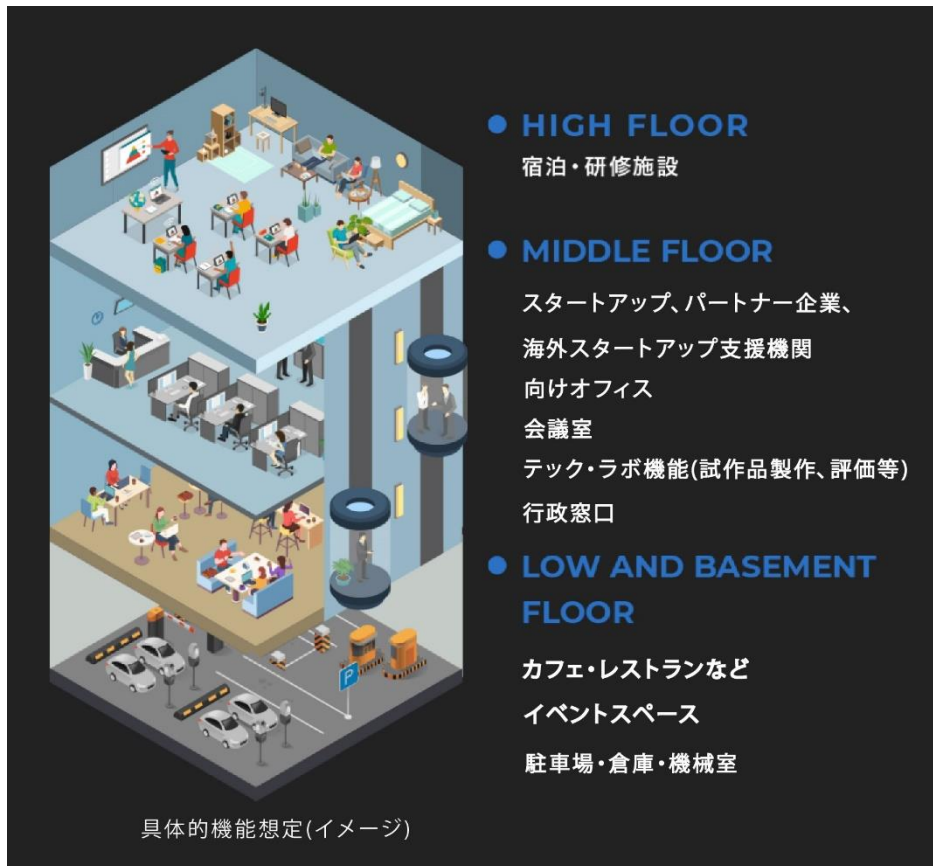 HIGH FLOOR
宿泊・研修施設
MIDDLE FLOOR
スタートアップ、パートナー企業、
海外スタートアップ支援機関
向けオフィス
会議室
テック・ラボ機能(試作品製作、評価等)
行政窓口
LOW AND BASEMENT
FLOOR
カフェ・レストランなど
イベントスペース
駐車場・倉庫・機械室
P
具体的機能想定(イメージ)